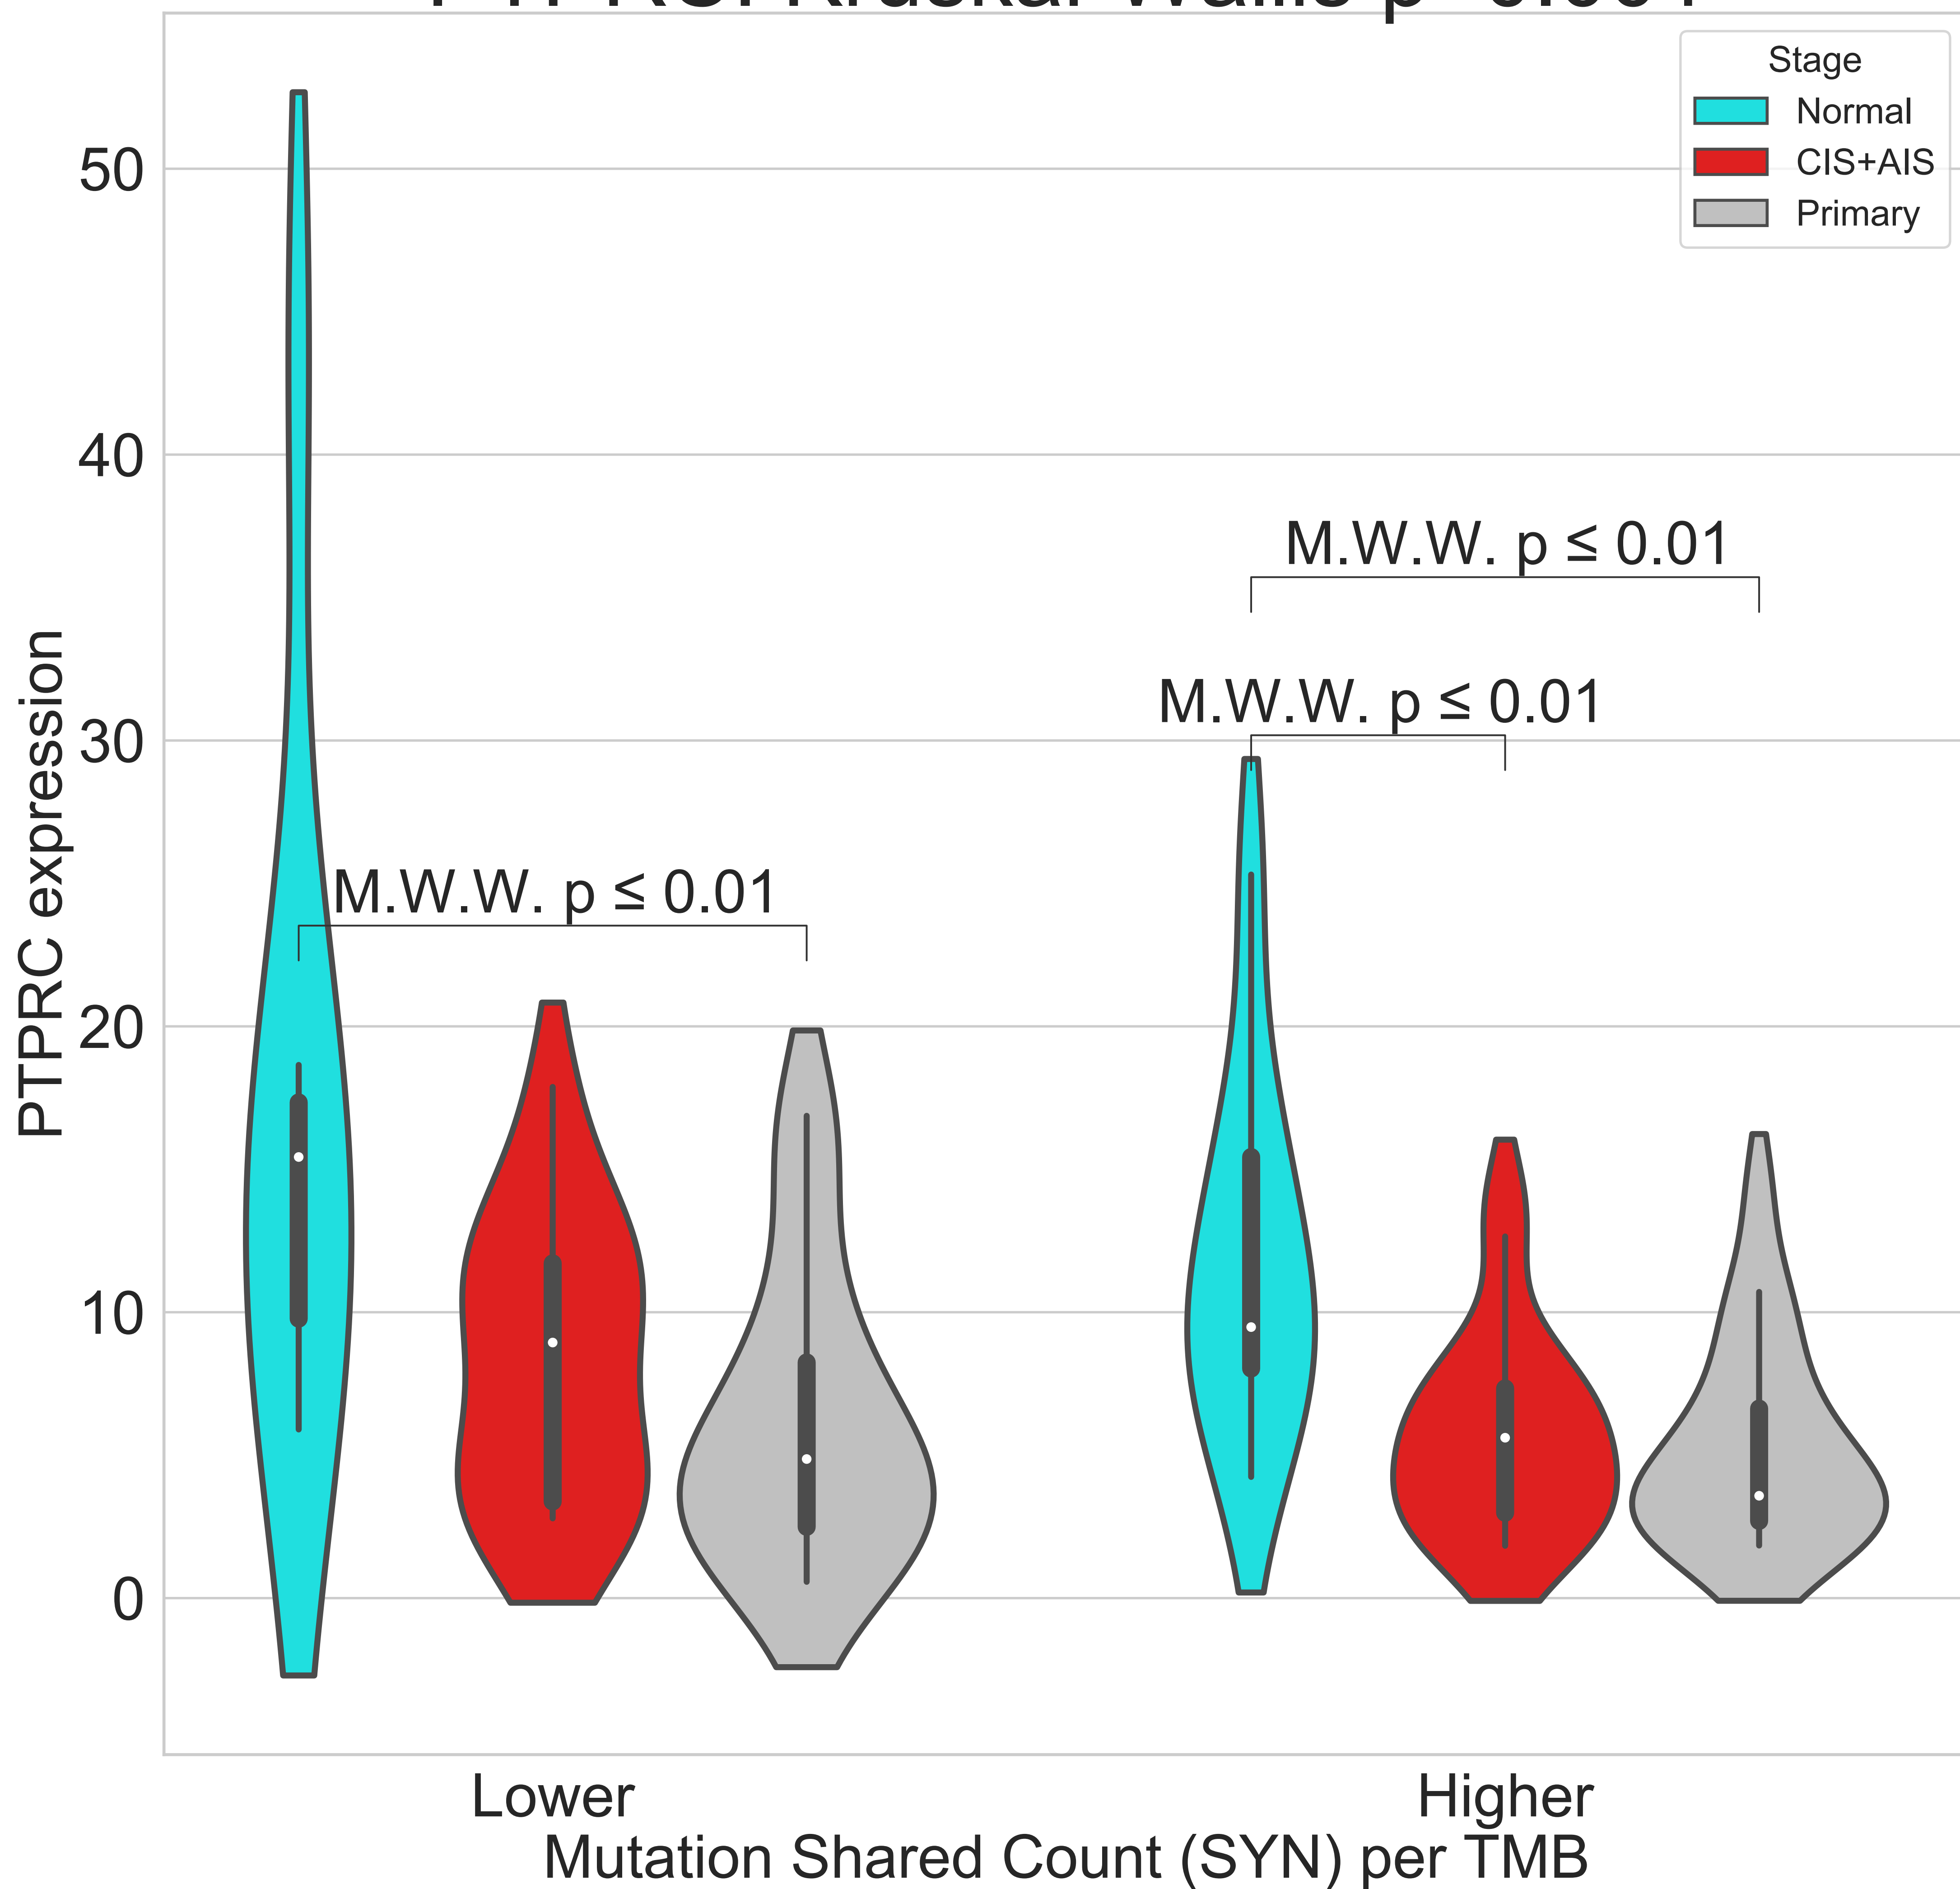 Stage
Normal
CIS+AIS
Primary
50
40
30
20
10
0
PTPRC expression
M.W.W. p ≤ 0.01
M.W.W. p ≤ 0.01
M.W.W. p ≤ 0.01
Lower
Higher
Mutation Shared Count (SYN) per TMB